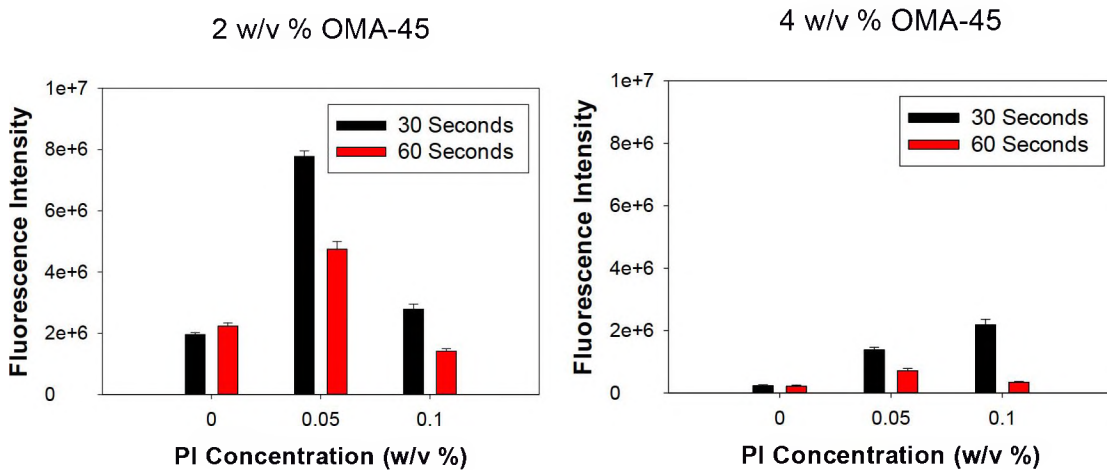 2 w/v % OMA-45
Fluorescence Intensity
1e+7
8e+6
6e+6
4e+6
2e+6
0
30 Seconds
60 Seconds
0 0.05 0.1
PI Concentration (w/v %)
4 w/v % OMA-45
Fluorescence Intensity
1e+7
8e+6
6e+6
4e+6
2e+6
0
30 Seconds
60 Seconds
0 0.05 0.1
PI Concentration (w/v %)